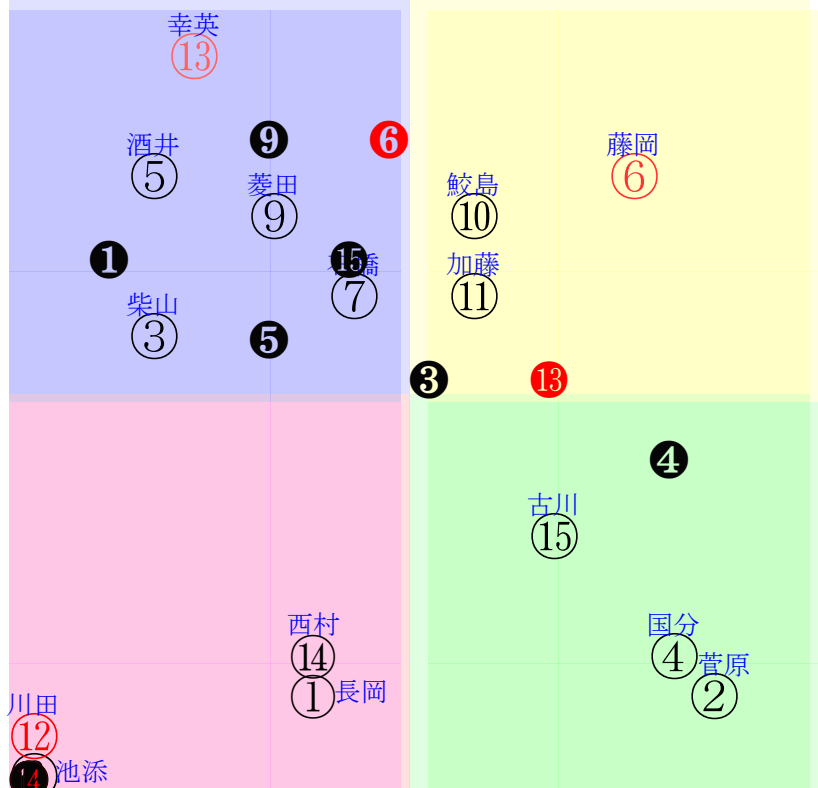 幸英
⑬
❾
❻
酒井
⑤
藤岡
⑥
菱田
⑨
鮫島
⑩
❶
⓯
橋
⑦
加藤
⑪
柴山
③
❺
❸
⓭
❹
古川
⑮
西村
⑭
国分
④
①
長岡
菅原
②
川田
⑫
池添